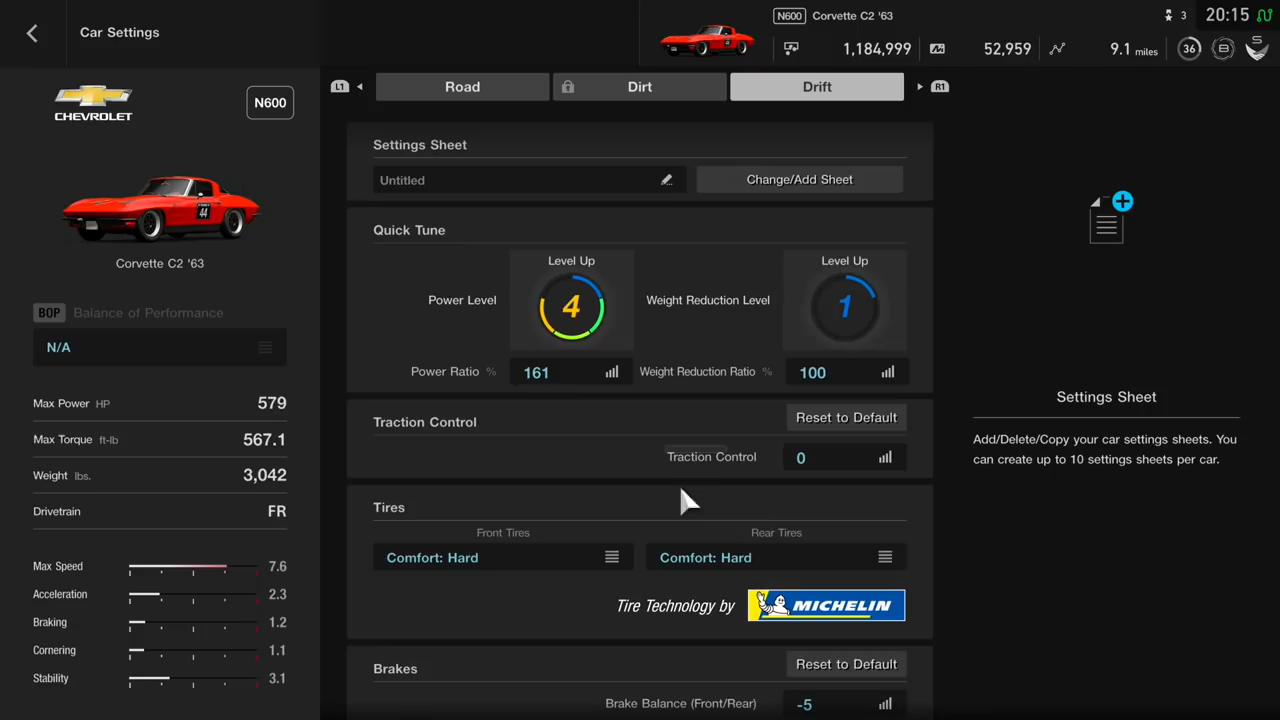 Car Settings
N600 Corvette C2 '63
3 20:15
1,184,999 52,959 9.1 miles 36 B S
CHEVROLET
N600
L1 Road Dirt Drift R1
44
Corvette C2 '63
BOP Balance of Performance
N/A
Max Power HP 579
Max Torque ft-lb 567.1
Weight lbs. 3,042
Drivetrain FR
Max Speed 7.6
Acceleration 2.3
Braking 1.2
Cornering 1.1
Stability 3.1
Settings Sheet
Untitled Change/Add Sheet
Quick Tune
Level Up Level Up
Power Level 4 Weight Reduction Level 1
Power Ratio % 161 Weight Reduction Ratio % 100
Traction Control Reset to Default
Traction Control 0
Tires
Front Tires Rear Tires
Comfort: Hard Comfort: Hard
Tire Technology by MICHELIN
Brakes Reset to Default
Brake Balance (Front/Rear) -5
Settings Sheet
Add/Delete/Copy your car settings sheets. You
can create up to 10 settings sheets per car.